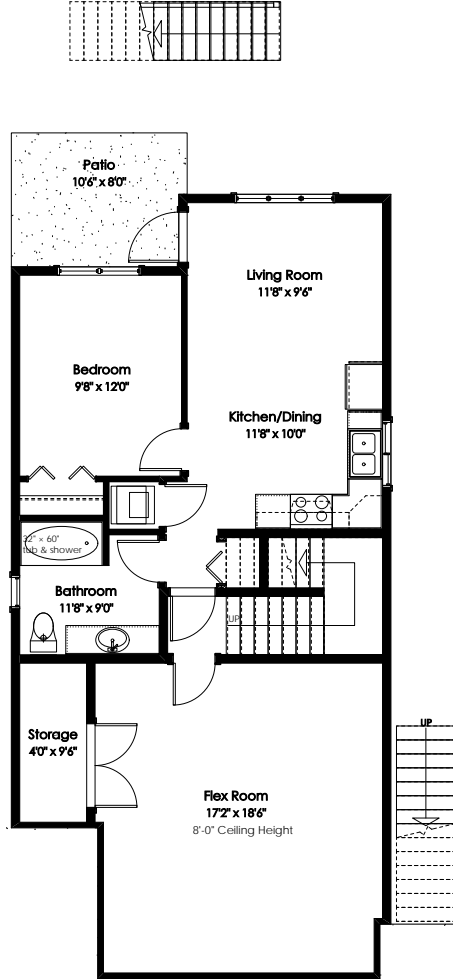 Patio
10'6" x 8'0"
Living Room
11'8" x 9'6"
Bedroom
9'8" x 12'0"
Kitchen/Dining
11'8" x 10'0"
32" × 60"
tub & shower
Bathroom
11'8" x 9'0"
UP
UP
Storage
4'0" x 9'6"
Flex Room
17'2" x 18'6"
8'-0" Ceiling Height